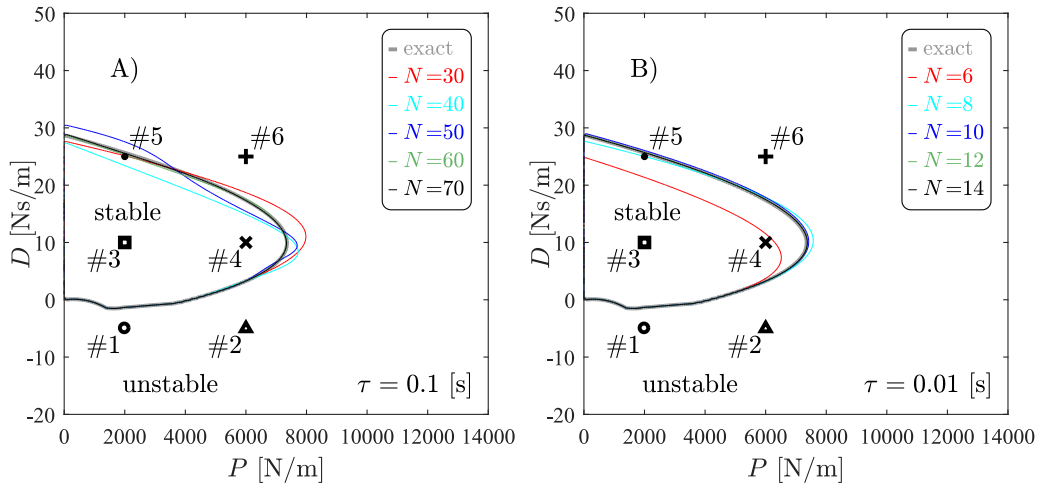 50
40
30
20
10
0
-10
-20
D [Ns/m]
A)
exact
N=30
N=40
N=50
N=60
N=70
#5
#6
stable
#3
#4
#1
#2
unstable
τ = 0.1 [s]
0 2000 4000 6000 8000 10000 12000 14000
P [N/m]
50
40
30
20
10
0
-10
-20
D [Ns/m]
B)
exact
N=6
N=8
N=10
N=12
N=14
#5
#6
stable
#3
#4
#1
#2
unstable
τ = 0.01 [s]
0 2000 4000 6000 8000 10000 12000 14000
P [N/m]